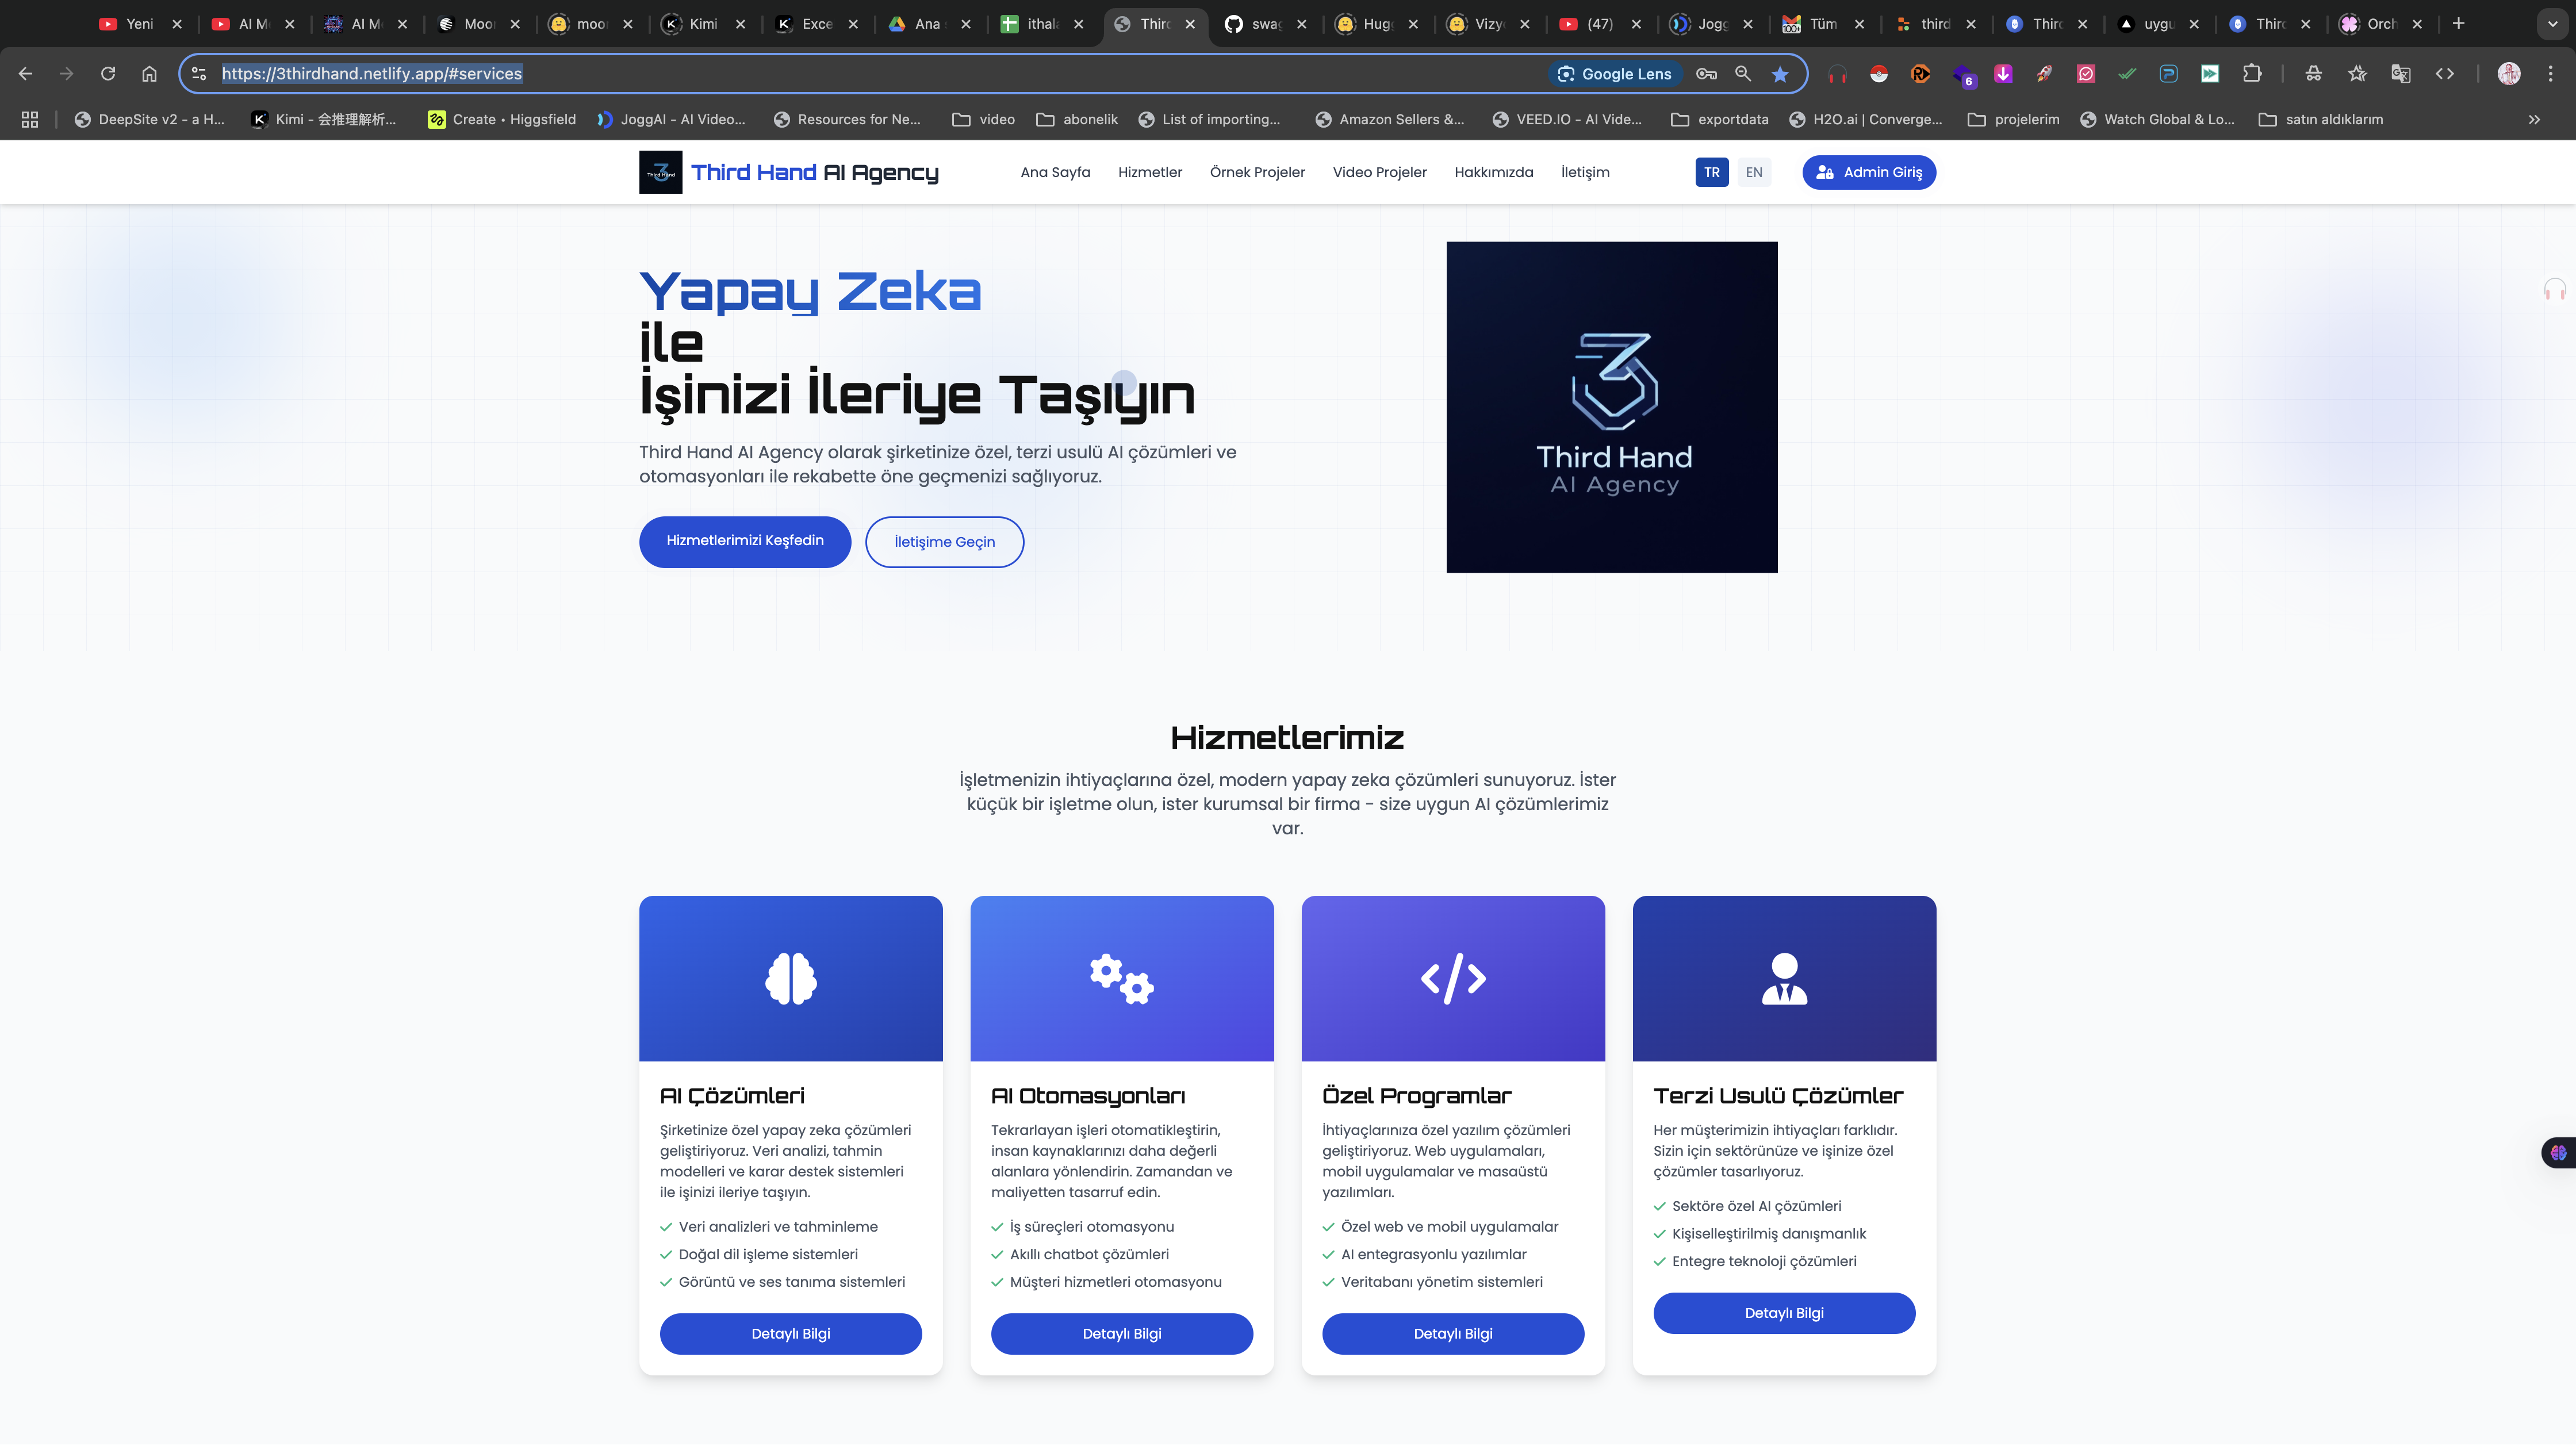 Yeni
AI M
AI M
Moo
moo
Kimi
Exce
Ana
ithal
Third
swag
Hugg
Vizy
(47)
Jogg
Tüm
third
Third
uygu
Third
Orch
https://3thirdhand.netlify.app/#services
Google Lens
6
DeepSite v2 - a H...
Kimi - 会推理解析...
Create • Higgsfield
JoggAI - AI Video...
Resources for Ne...
video
abonelik
List of importing...
Amazon Sellers &...
VEED.IO - AI Vide...
exportdata
H2O.ai | Converge...
projelerim
Watch Global & Lo...
satın aldıklarım
Third Hand AI Agency
Ana Sayfa
Hizmetler
Örnek Projeler
Video Projeler
Hakkımızda
İletişim
TR
EN
Admin Giriş
Yapay Zeka
ile
İşinizi İleriye Taşıyın
Third Hand AI Agency olarak şirketinize özel, terzi usulü AI çözümleri ve
otomasyonları ile rekabette öne geçmenizi sağlıyoruz.
Hizmetlerimizi Keşfedin
İletişime Geçin
Third Hand
AI Agency
Hizmetlerimiz
İşletmenizin ihtiyaçlarına özel, modern yapay zeka çözümleri sunuyoruz. İster
küçük bir işletme olun, ister kurumsal bir firma - size uygun AI çözümlerimiz
var.
AI Çözümleri
Şirketinize özel yapay zeka çözümleri
geliştiriyoruz. Veri analizi, tahmin
modelleri ve karar destek sistemleri
ile işinizi ileriye taşıyın.
Veri analizleri ve tahminleme
Doğal dil işleme sistemleri
Görüntü ve ses tanıma sistemleri
Detaylı Bilgi
AI Otomasyonları
Tekrarlayan işleri otomatikleştirin,
insan kaynaklarınızı daha değerli
alanlara yönlendirin. Zamandan ve
maliyetten tasarruf edin.
İş süreçleri otomasyonu
Akıllı chatbot çözümleri
Müşteri hizmetleri otomasyonu
Detaylı Bilgi
Özel Programlar
İhtiyaçlarınıza özel yazılım çözümleri
geliştiriyoruz. Web uygulamaları,
mobil uygulamalar ve masaüstü
yazılımları.
Özel web ve mobil uygulamalar
AI entegrasyonlu yazılımlar
Veritabanı yönetim sistemleri
Detaylı Bilgi
Terzi Usulü Çözümler
Her müşterimizin ihtiyaçları farklıdır.
Sizin için sektörünüze ve işinize özel
çözümler tasarlıyoruz.
Sektöre özel AI çözümleri
Kişiselleştirilmiş danışmanlık
Entegre teknoloji çözümleri
Detaylı Bilgi